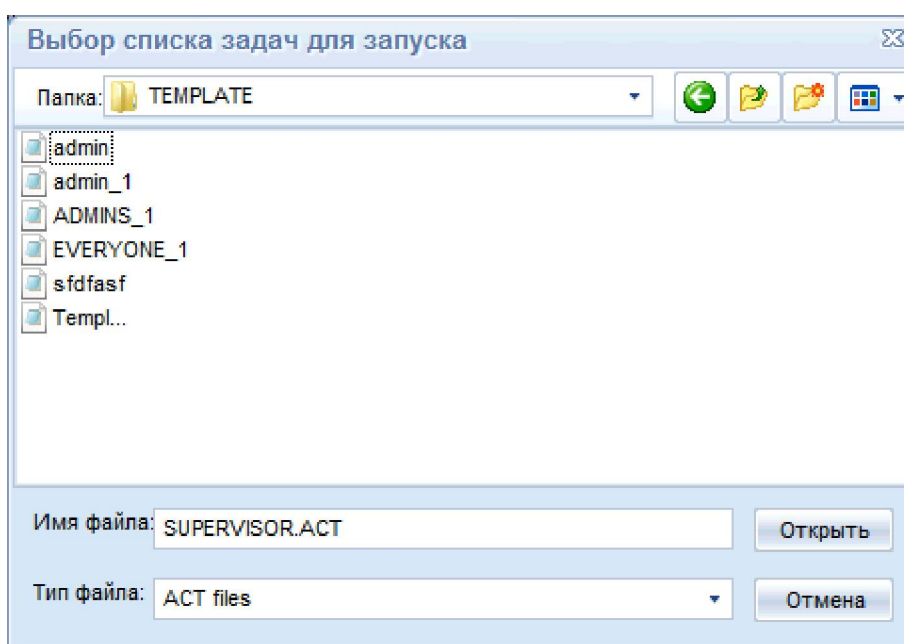 Выбор списка задач для запуска
Папка: TEMPLATE
admin
admin_1
ADMINS_1
EVERYONE_1
sfdfasf
Templ...
Имя файла: SUPERVISOR.ACT Открыть
Тип файла: ACT files Отмена